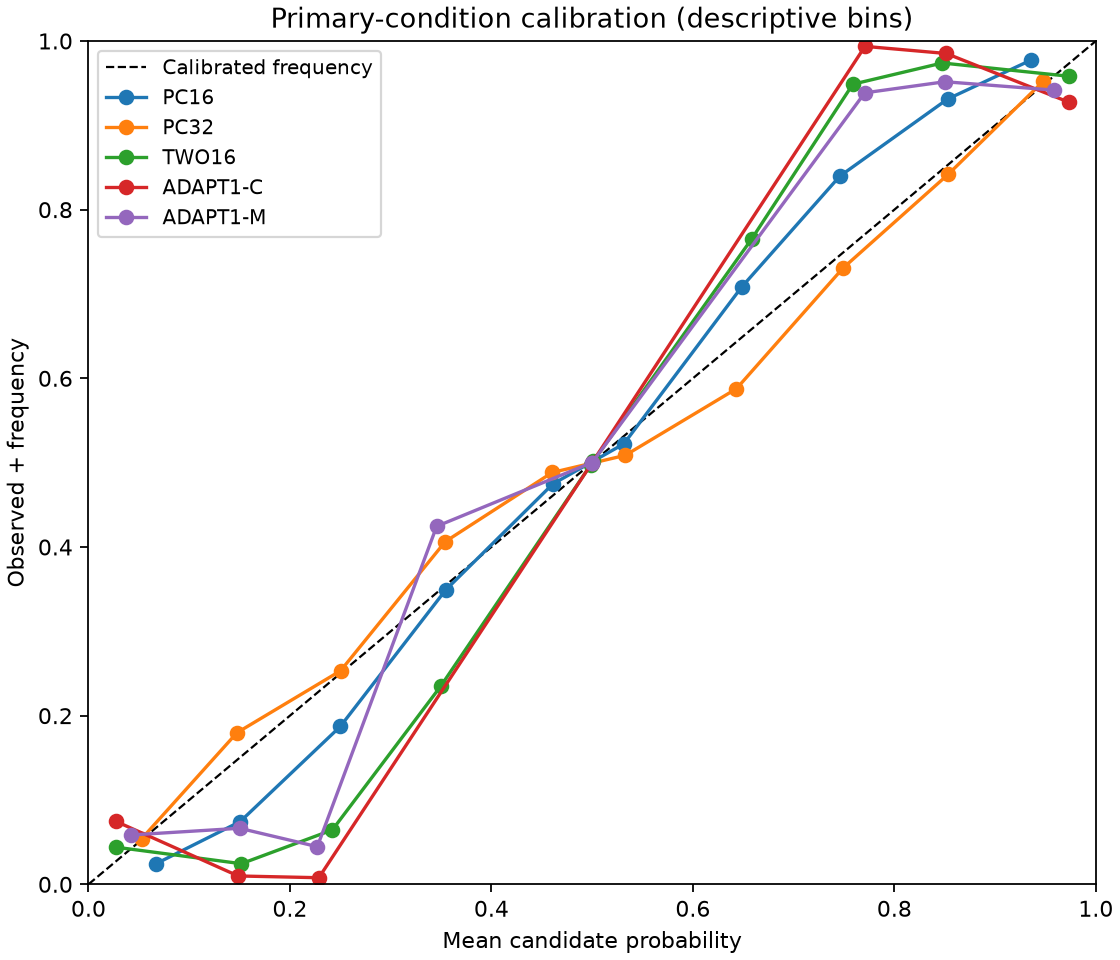 Primary-condition calibration (descriptive bins)
1.0
0.8
0.6
0.4
0.2
0.0
Observed + frequency
Calibrated frequency
PC16
PC32
TWO16
ADAPT1-C
ADAPT1-M
0.0 0.2 0.4 0.6 0.8 1.0
Mean candidate probability